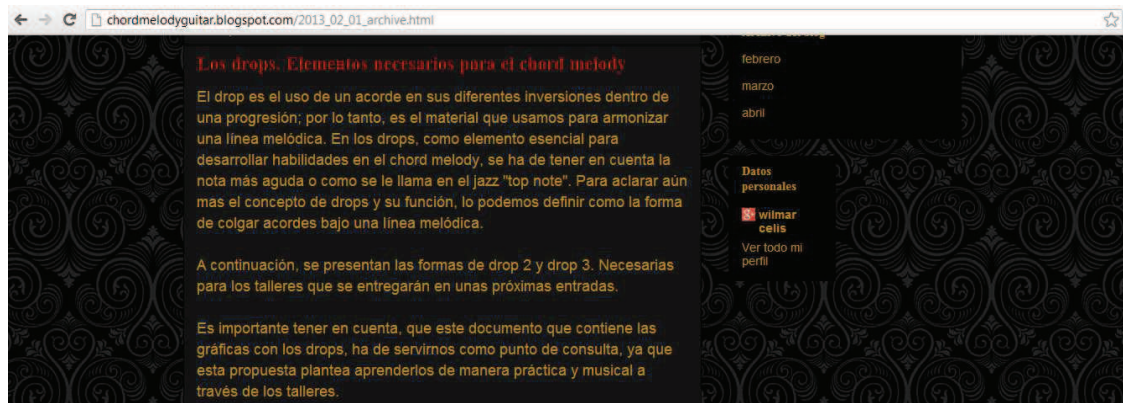 chordmelodyguitar.blogspot.com/2013_02_01_archive.html
Los drops. Elementos necesarios para el chord melody
El drop es el uso de un acorde en sus diferentes inversiones dentro de
una progresión; por lo tanto, es el material que usamos para armonizar
una línea melódica. En los drops, como elemento esencial para
desarrollar habilidades en el chord melody, se ha de tener en cuenta la
nota más aguda o como se le llama en el jazz "top note". Para aclarar aún
mas el concepto de drops y su función, lo podemos definir como la forma
de colgar acordes bajo una línea melódica.
A continuación, se presentan las formas de drop 2 y drop 3. Necesarias
para los talleres que se entregarán en unas próximas entradas.
Es importante tener en cuenta, que este documento que contiene las
gráficas con los drops, ha de servirnos como punto de consulta, ya que
esta propuesta plantea aprenderlos de manera práctica y musical a
través de los talleres.
febrero
marzo
abril
Datos
personales
wilmar
celis
Ver todo mi
perfil